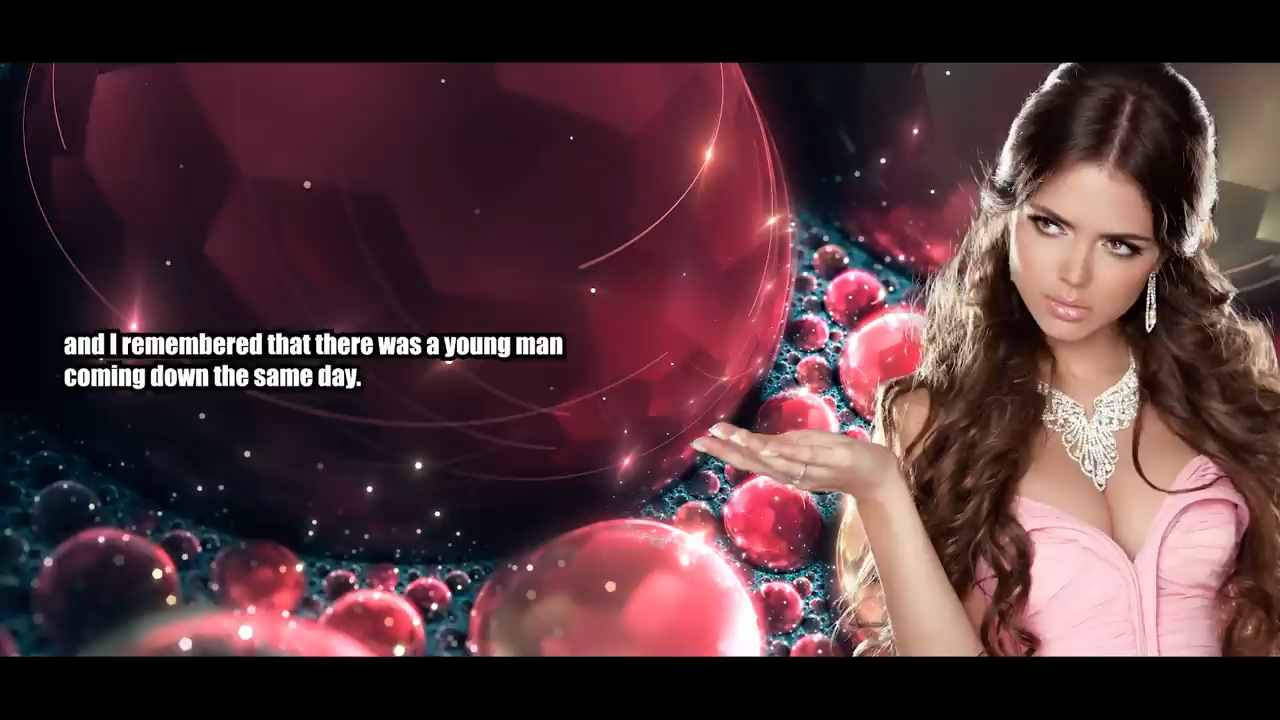 and I remembered that there was a young man
coming down the same day.